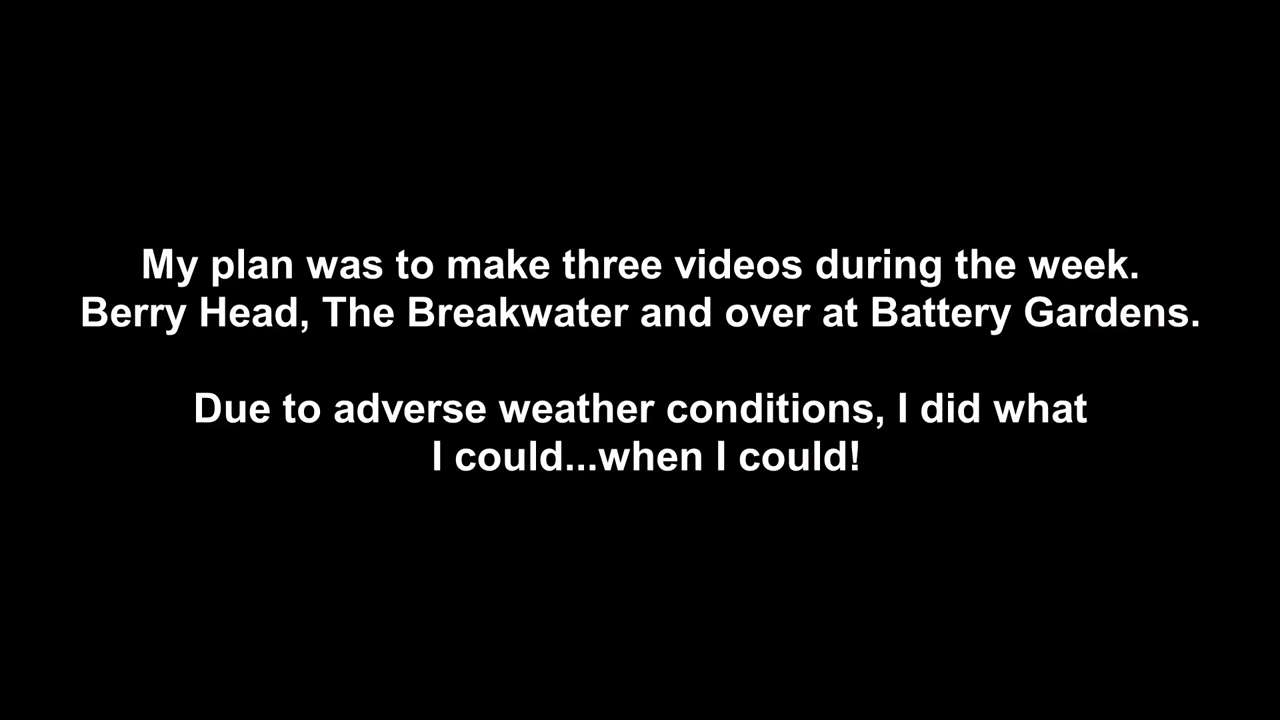 My plan was to make three videos during the week.
Berry Head, The Breakwater and over at Battery Gardens.
Due to adverse weather conditions, I did what
I could...when I could!